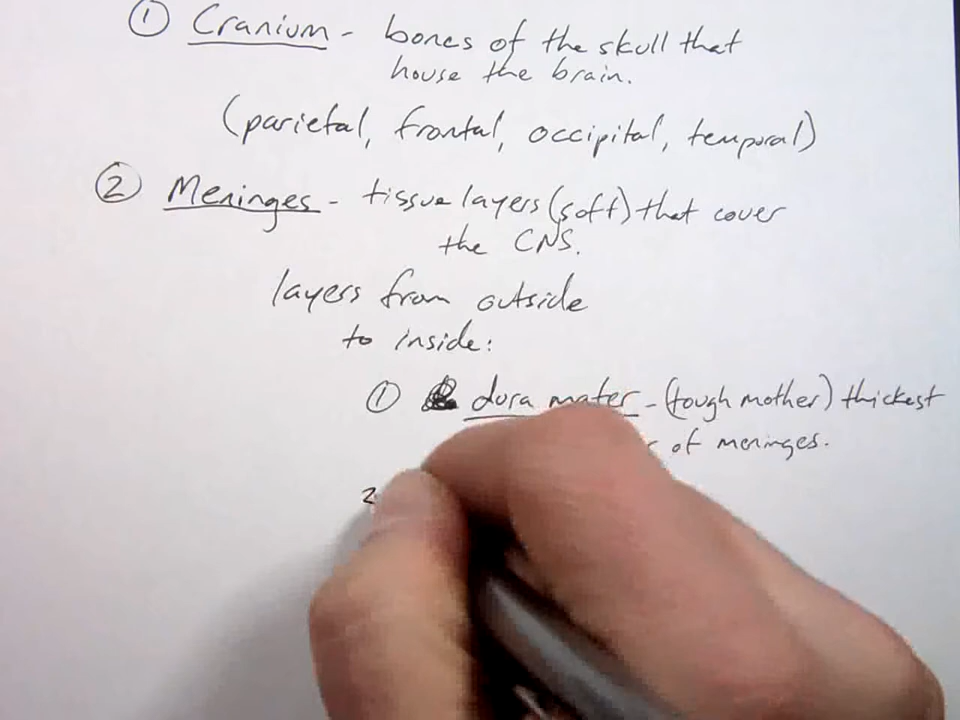 ① Cranium - bones of the skull that
house the brain.
(parietal, frontal, occipital, temporal)
② Meninges - tissue layers (soft) that cover
the CNS.
layers from outside
to inside:
① dura mater - (tough mother) thickest
of meninges.
2